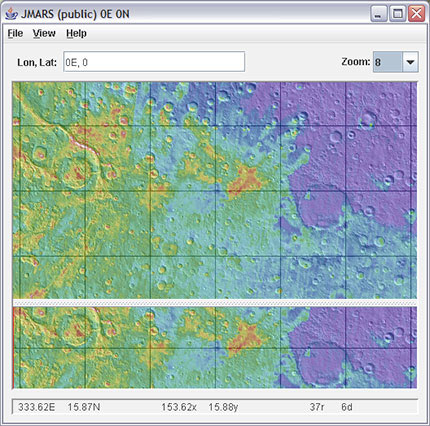 JMARS (public) 0E 0N
File View Help
Lon, Lat: 0E, 0 Zoom: 8
333.62E 15.87N 153.62x 15.88y 37r 6d